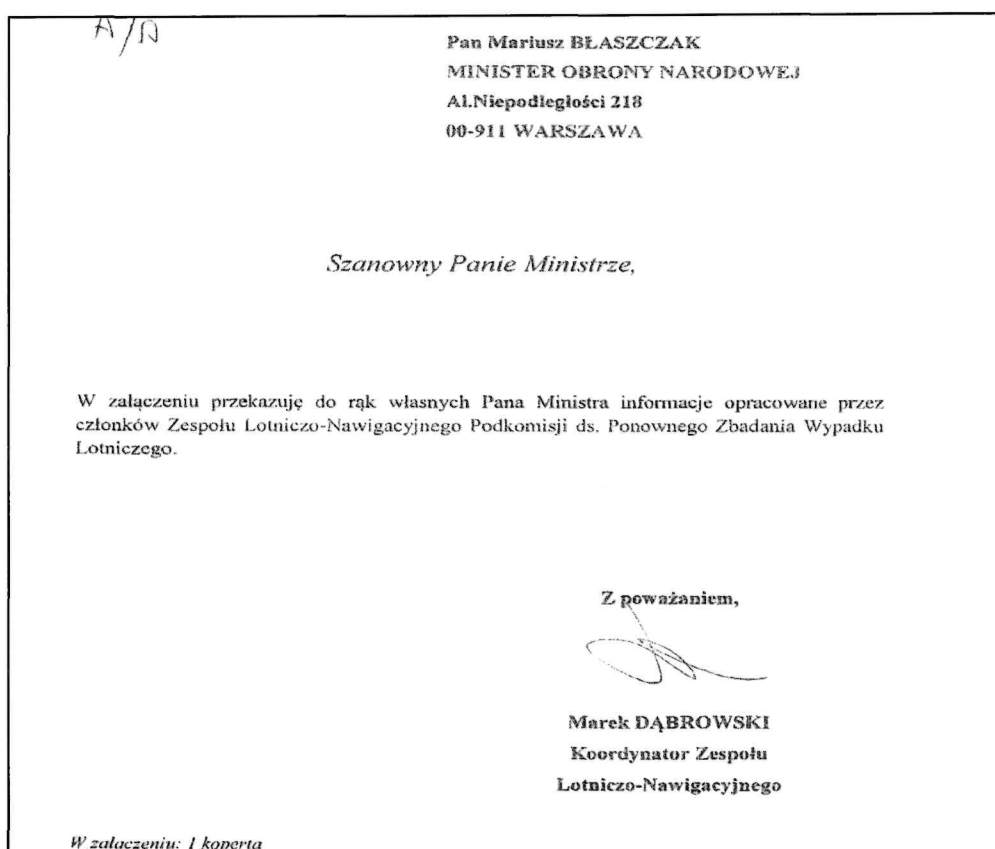 A/A
Pan Mariusz BŁASZCZAK
MINISTER OBRONY NARODOWEJ
Al.Niepodległości 218
00-911 WARSZAWA
Szanowny Panie Ministrze,
W załączeniu przekazuję do rąk własnych Pana Ministra informacje opracowane przez
członków Zespołu Lotniczo-Nawigacyjnego Podkomisji ds. Ponownego Zbadania Wypadku
Lotniczego.
Z poważaniem,
Marek DĄBROWSKI
Koordynator Zespołu
Lotniczo-Nawigacyjnego
W załączeniu: 1 koperta